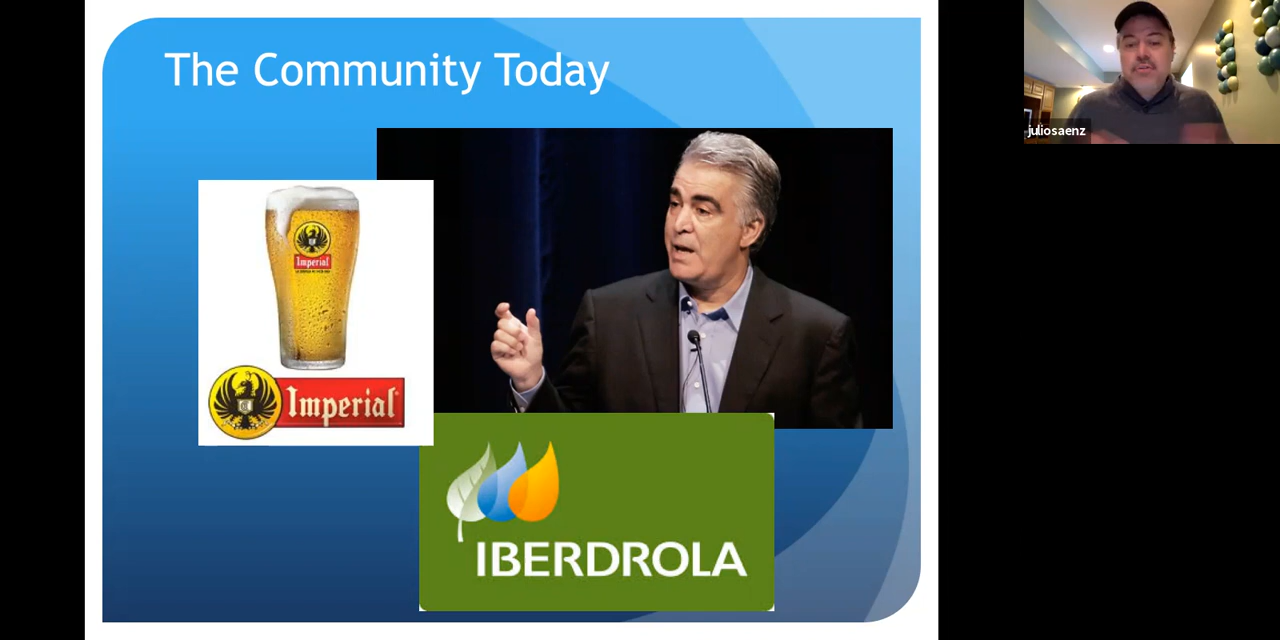 The Community Today
juliosaenz
Imperial
Imperial
IBERDROLA